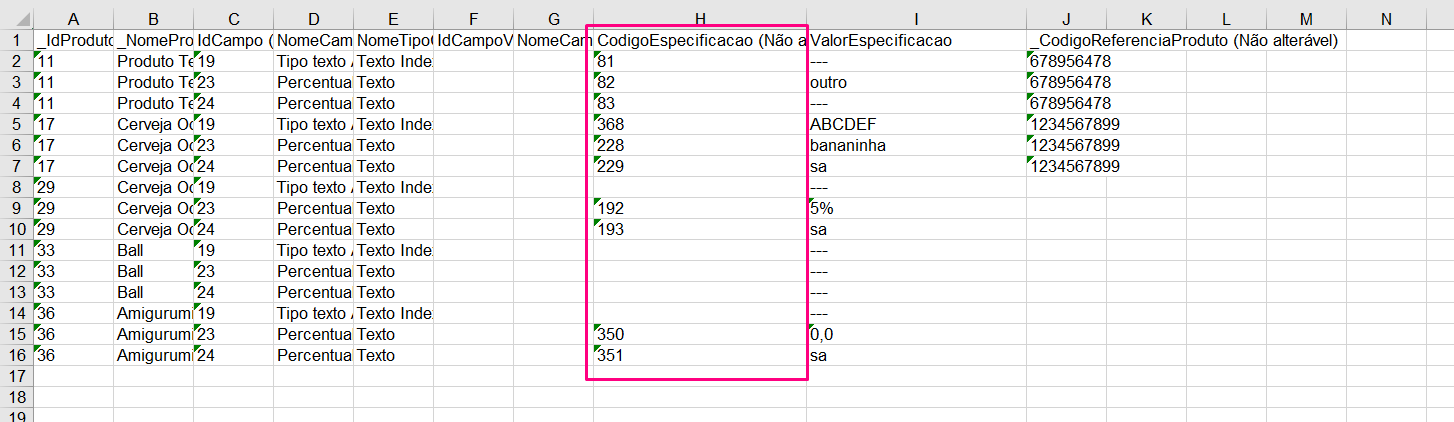 A B C D E F G H I J K L M N
1 _IdProduto _NomePro IdCampo ( NomeCam NomeTipo IdCampoV NomeCam CodigoEspecificacao (Não a ValorEspecificacao _CodigoReferenciaProduto (Não alterável)
2 11 Produto Te 19 Tipo texto Texto Inde 81 --- 678956478
3 11 Produto Te 23 Percentua Texto 82 outro 678956478
4 11 Produto Te 24 Percentua Texto 83 --- 678956478
5 17 Cerveja Oc 19 Tipo texto Texto Inde 368 ABCDEF 1234567899
6 17 Cerveja Oc 23 Percentua Texto 228 bananinha 1234567899
7 17 Cerveja Oc 24 Percentua Texto 229 sa 1234567899
8 29 Cerveja Oc 19 Tipo texto Texto Inde ---
9 29 Cerveja Oc 23 Percentua Texto 192 5%
10 29 Cerveja Oc 24 Percentua Texto 193 sa
11 33 Ball 19 Tipo texto Texto Inde ---
12 33 Ball 23 Percentua Texto ---
13 33 Ball 24 Percentua Texto ---
14 36 Amigurum 19 Tipo texto Texto Inde ---
15 36 Amigurum 23 Percentua Texto 350 0,0
16 36 Amigurum 24 Percentua Texto 351 sa
17
18
19